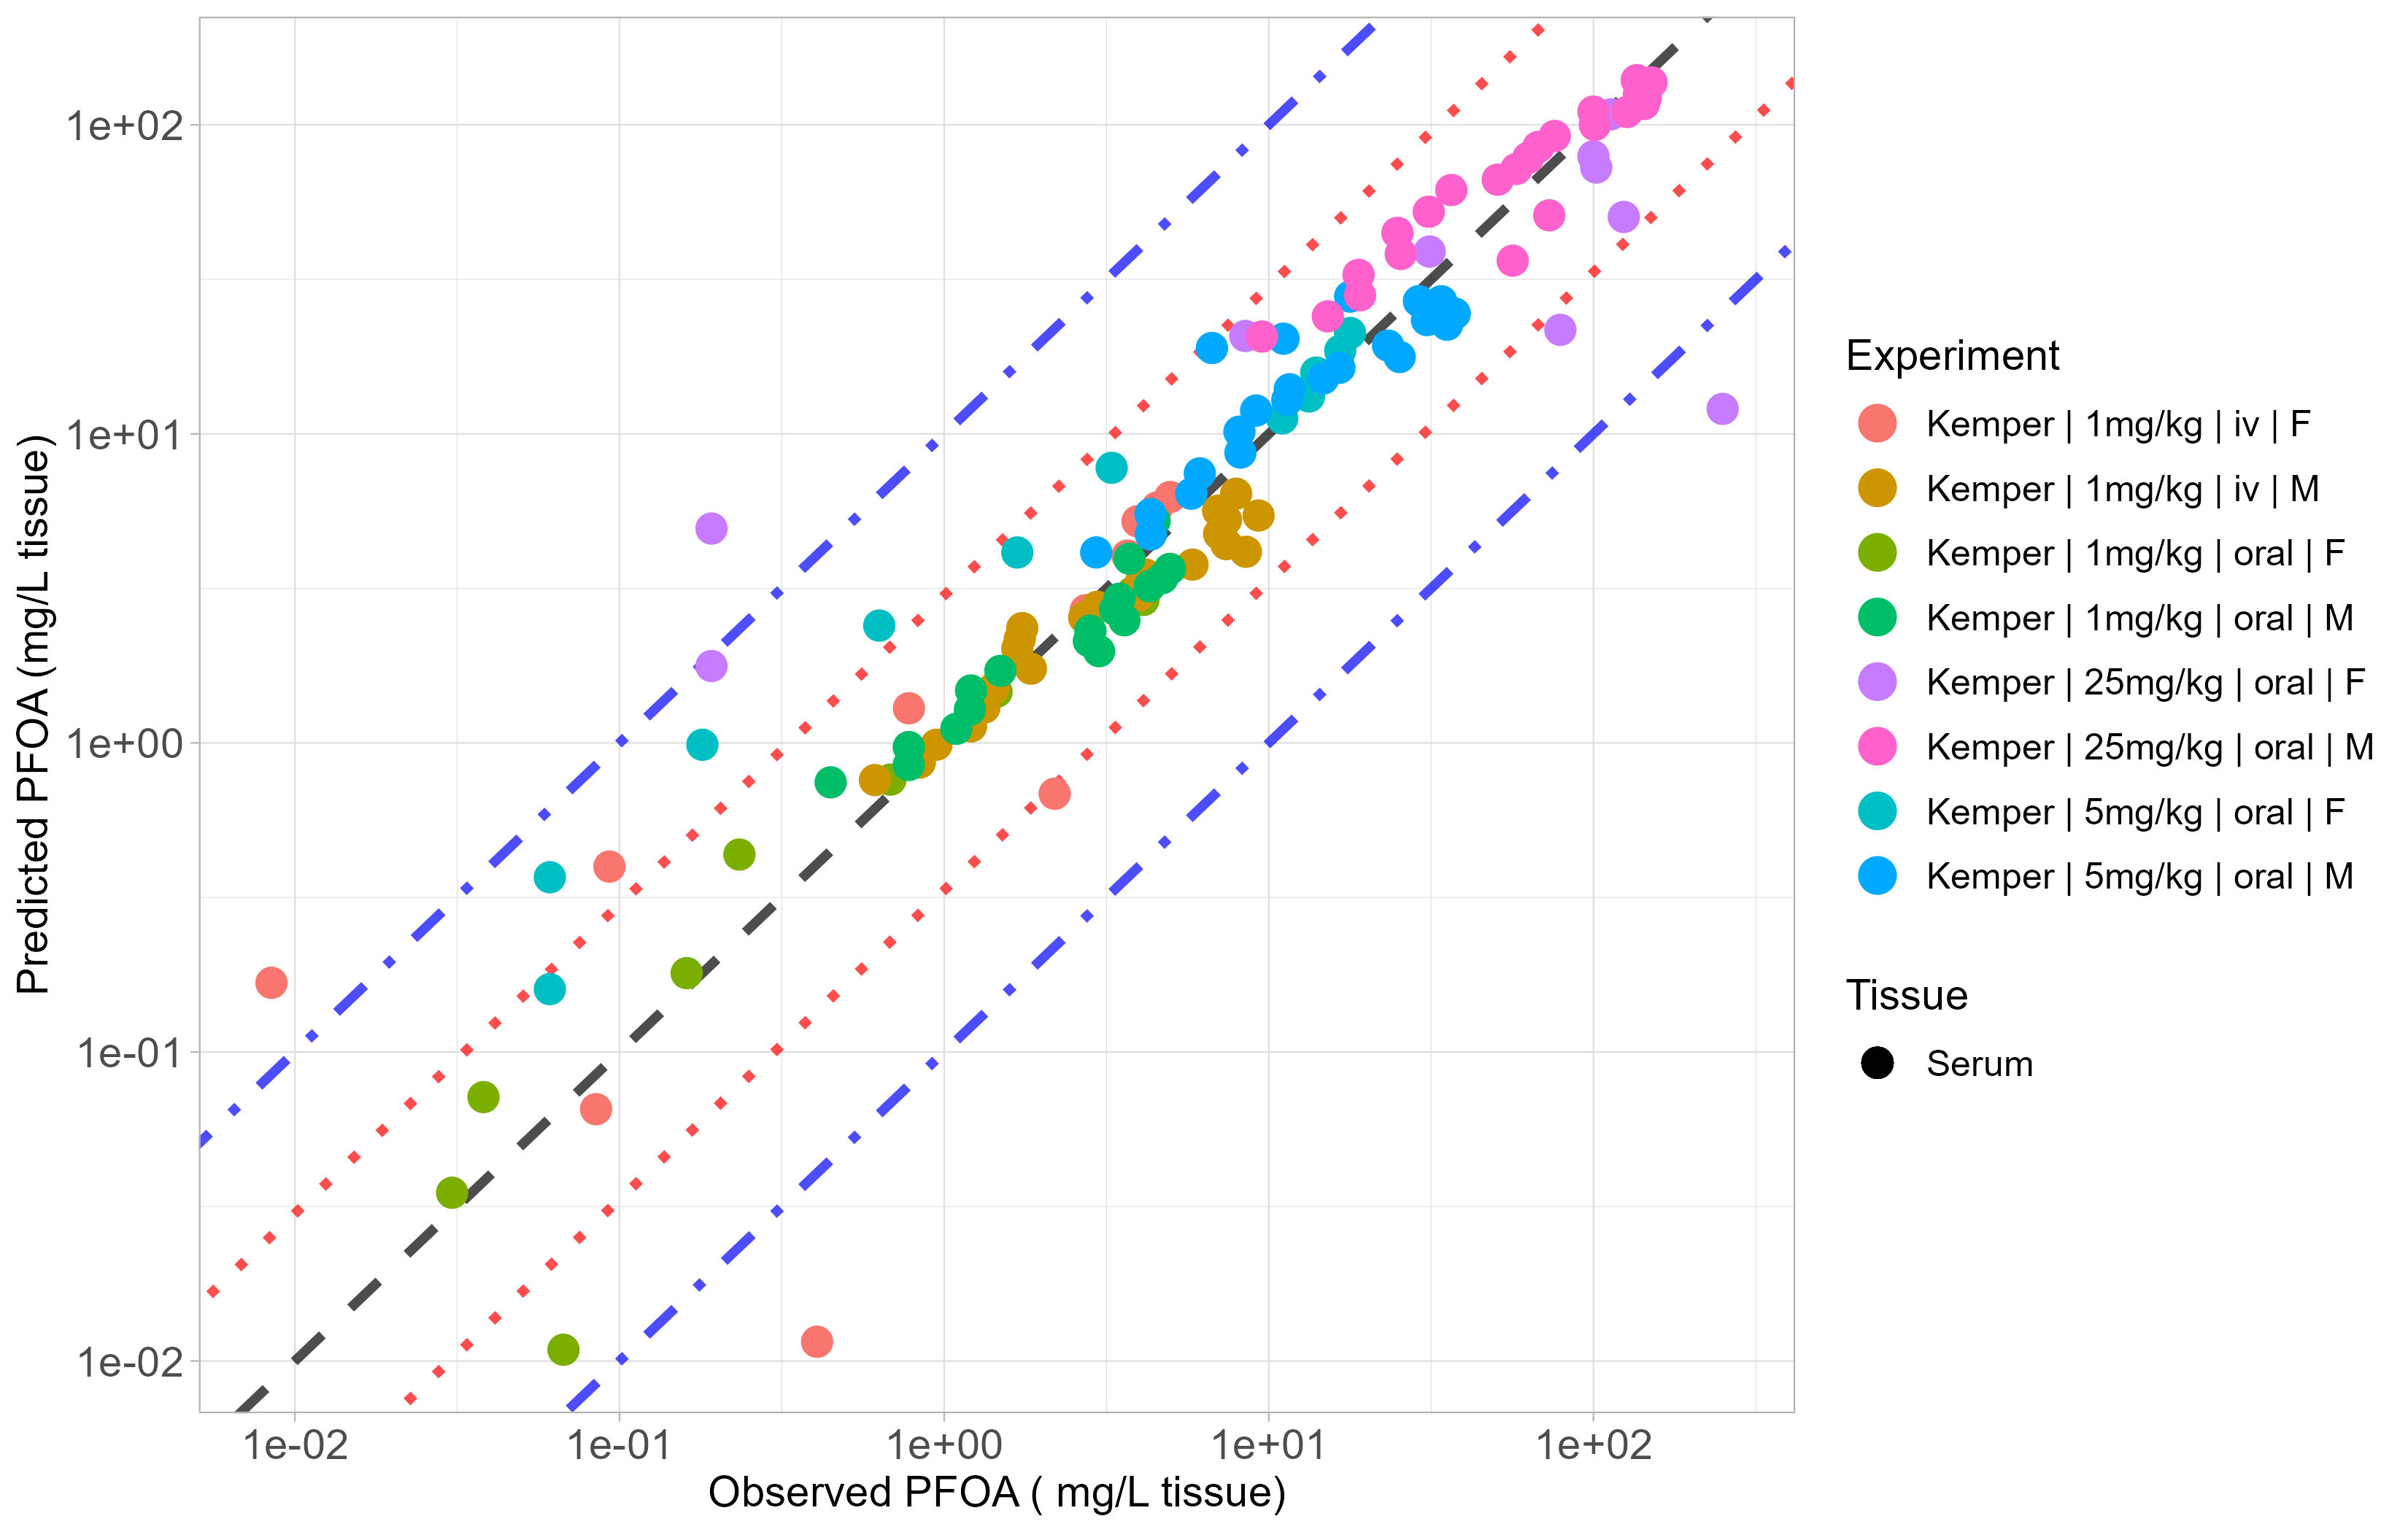 1e+02
1e+01
1e+00
1e-01
1e-02
Predicted PFOA (mg/L tissue)
1e-02
1e-01
1e+00
1e+01
1e+02
Observed PFOA ( mg/L tissue)
Experiment
Kemper | 1mg/kg | iv | F
Kemper | 1mg/kg | iv | M
Kemper | 1mg/kg | oral | F
Kemper | 1mg/kg | oral | M
Kemper | 25mg/kg | oral | F
Kemper | 25mg/kg | oral | M
Kemper | 5mg/kg | oral | F
Kemper | 5mg/kg | oral | M
Tissue
Serum